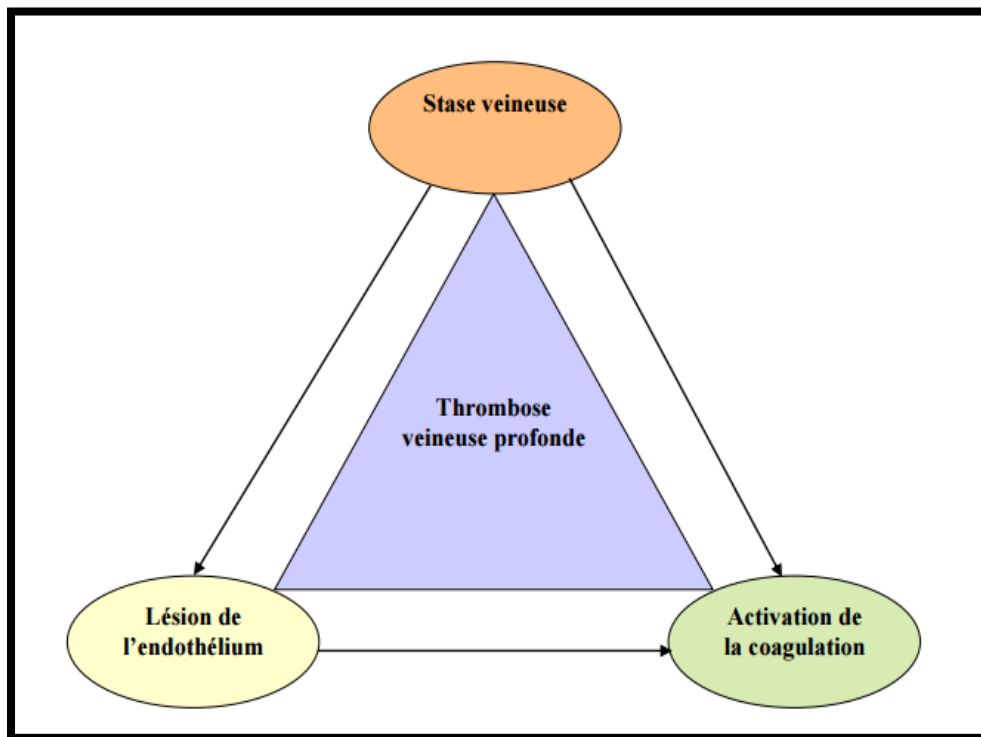 Stase veineuse
Thrombose
veineuse profonde
Lésion de
l’endothélium
Activation de
la coagulation